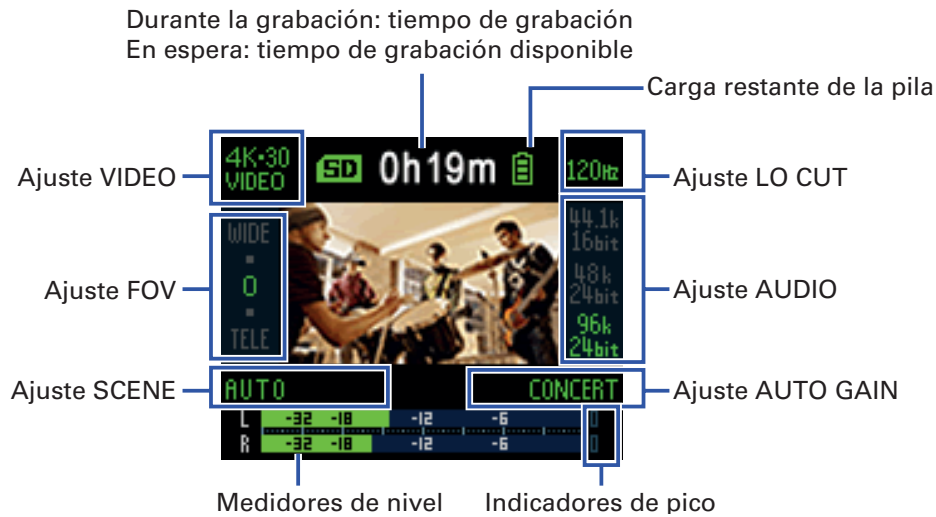 Durante la grabación: tiempo de grabación
En espera: tiempo de grabación disponible
Carga restante de la pila
Ajuste VIDEO
4K•30
VIDEO
SD
0h19m
120Hz
Ajuste LO CUT
Ajuste FOV
WIDE
0
TELE
44.1k
16bit
48k
24bit
96k
24bit
Ajuste AUDIO
Ajuste SCENE
AUTO
CONCERT
Ajuste AUTO GAIN
L -32 -18 -12 -6 0
R -32 -18 -12 -6 0
Medidores de nivel
Indicadores de pico